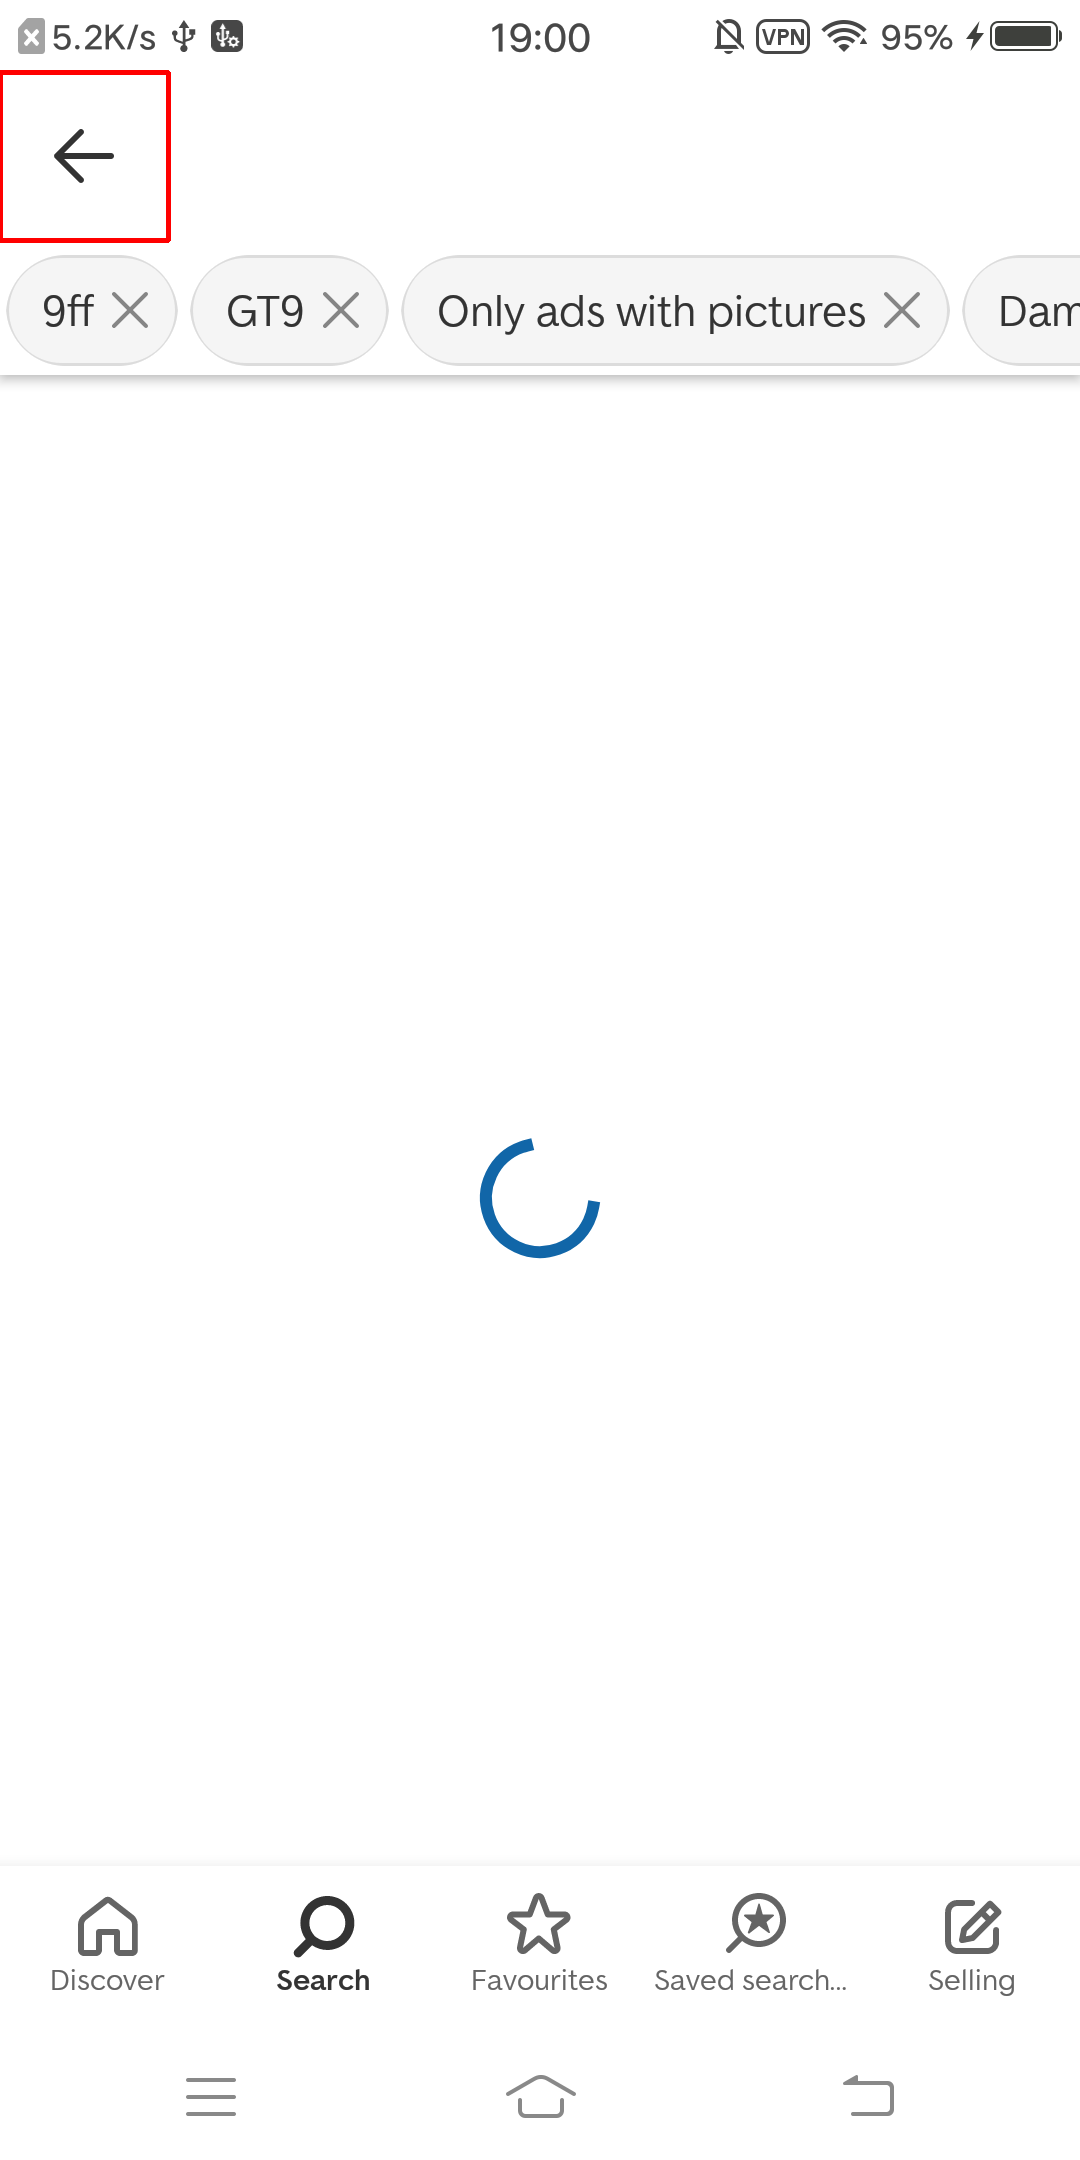 5.2K/s 19:00 VPN 95%
9ff GT9 Only ads with pictures Dam
Discover Search Favourites Saved search... Selling